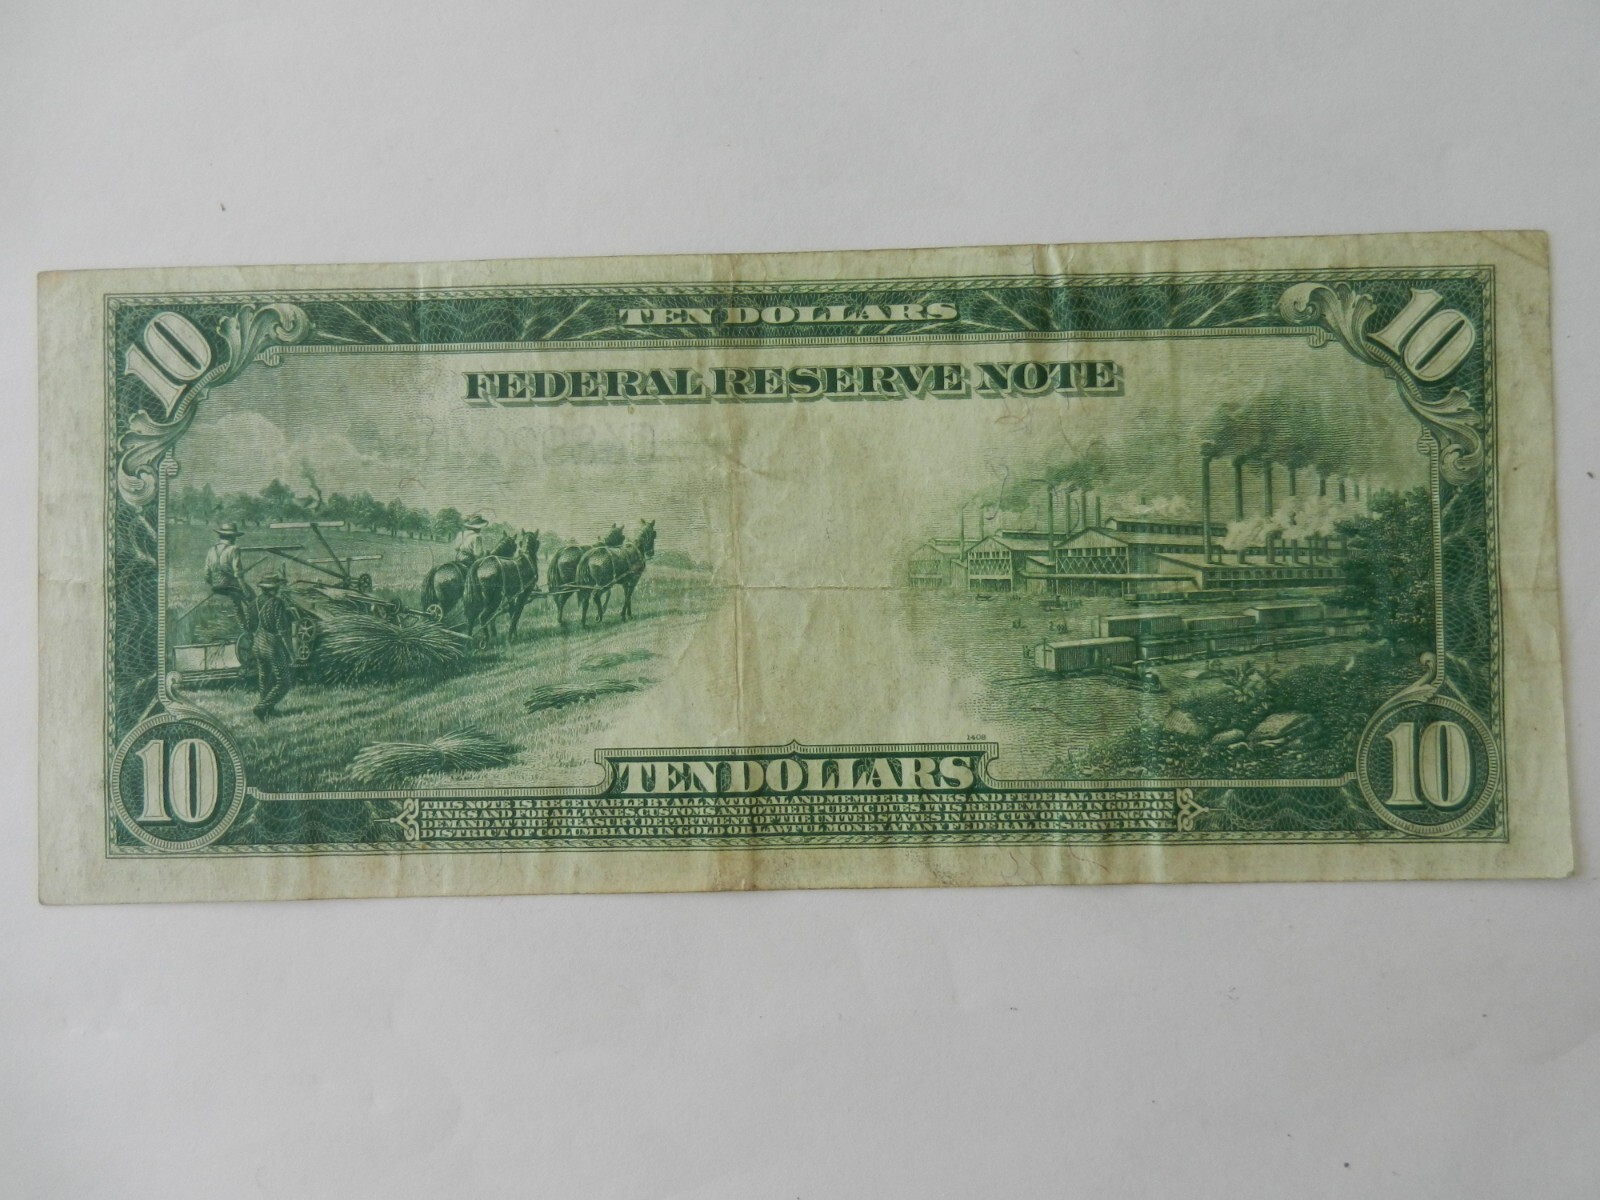 10 TEN DOLLARS 10
FEDERAL RESERVE NOTE
1408
10 TEN DOLLARS 10
THIS NOTE IS RECEIVABLE BY ALL NATIONAL AND MEMBER BANKS AND FEDERAL RESERVE
BANKS AND FOR ALL TAXES, CUSTOMS AND OTHER PUBLIC DUES. IT IS REDEEMABLE IN GOLD ON
DEMAND AT THE TREASURY DEPARTMENT OF THE UNITED STATES IN THE CITY OF WASHINGTON,
DISTRICT OF COLUMBIA OR IN GOLD OR LAWFUL MONEY AT ANY FEDERAL RESERVE BANK.